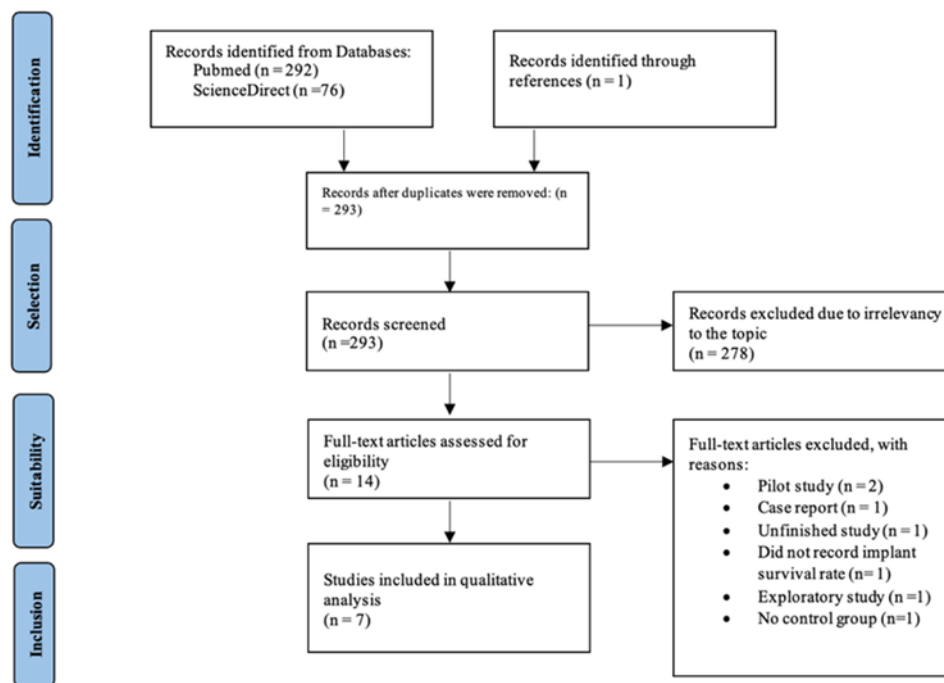 Identification
Records identified from Databases:
Pubmed (n = 292)
ScienceDirect (n =76)
Records identified through
references (n = 1)
Records after duplicates were removed: (n
= 293)
Selection
Records screened
(n =293)
Records excluded due to irrelevancy
to the topic
(n = 278)
Suitability
Full-text articles assessed for
eligibility
(n = 14)
Full-text articles excluded, with
reasons:
• Pilot study (n = 2)
• Case report (n = 1)
• Unfinished study (n = 1)
• Did not record implant
survival rate (n= 1)
• Exploratory study (n =1)
• No control group (n=1)
Inclusion
Studies included in qualitative
analysis
(n = 7)